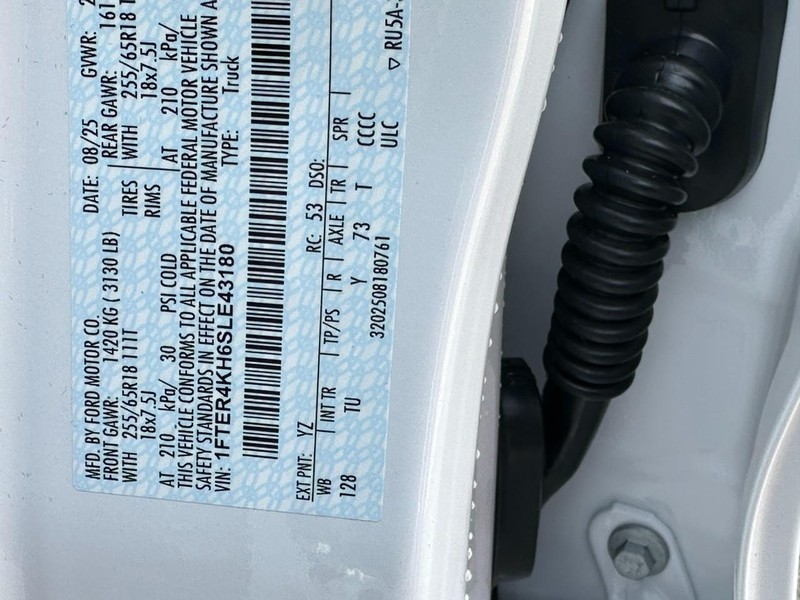 MFD. BY FORD MOTOR CO.
DATE: 08/25 GVWR: 2
FRONT GAWR: 1420 KG ( 3130 LB)
REAR GAWR: 161
WITH 255/65R18 111T TIRES WITH 255/65R18 1
18x7.5J RIMS 18x7.5J
AT 210 kPa/ 30 PSI COLD AT 210 kPa/
THIS VEHICLE CONFORMS TO ALL APPLICABLE FEDERAL MOTOR VEHICLE
SAFETY STANDARDS IN EFFECT ON THE DATE OF MANUFACTURE SHOWN A
VIN: 1FTER4KH6SLE43180 TYPE: Truck
EXT PNT: YZ RC: 53 DSO:
WB INT TR TP/PS R AXLE TR SPR
128 TU Y 73 T CCCC
3202508180761 ULC
▽ RU5A-